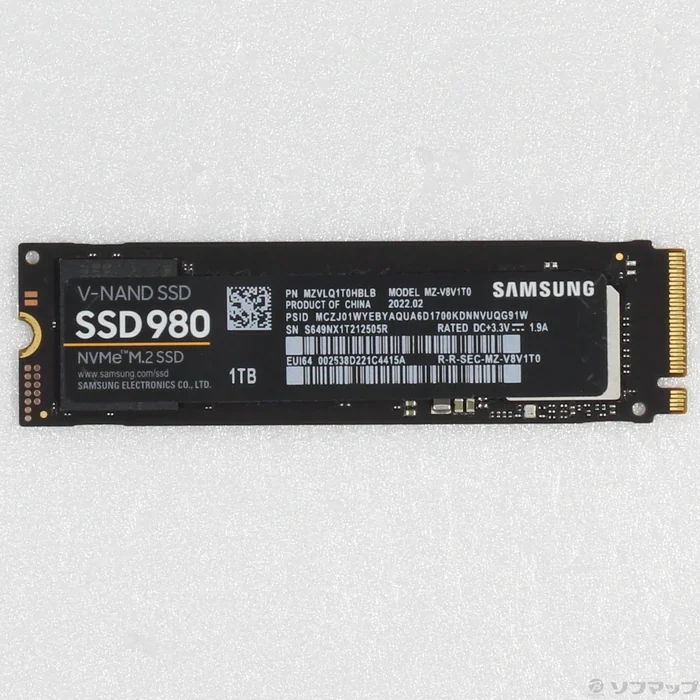 V-NAND SSD
SSD 980
NVMe™ M.2 SSD
www.samsung.com/ssd
SAMSUNG ELECTRONICS CO., LTD.
1TB
PN MZVLQ1T0HBLB MODEL MZ-V8V1T0
PRODUCT OF CHINA 2022.02
PSID MCZJ01WYEBYAQUA6D1700KDNNVUQG91W
SN S649NX1T212505R RATED DC+3.3V 1.9A
EUI64 002538D221C4415A R-R-SEC-MZ-V8V1T0
SAMSUNG
ソフマップ